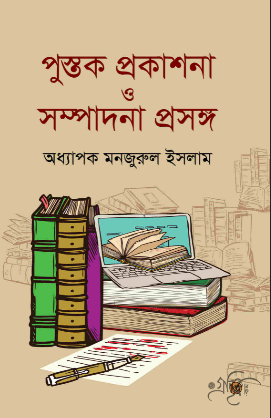 পুস্তক প্রকাশনা
ও
সম্পাদনা প্রসঙ্গ
অধ্যাপক মনজুরুল ইসলাম